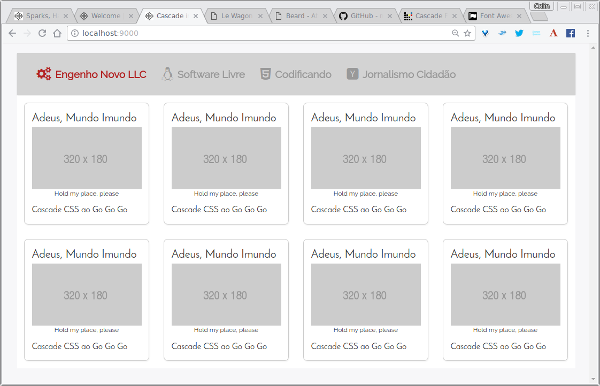 Sparks, H
Welcome
Cascade
Le Wagon
Beard - A
GitHub -
Cascade
Font Awe
localhost:9000
Engenho Novo LLC Software Livre Codificando Jornalismo Cidadão
Adeus, Mundo Imundo Adeus, Mundo Imundo Adeus, Mundo Imundo Adeus, Mundo Imundo
320 x 180 320 x 180 320 x 180 320 x 180
Hold my place, please Hold my place, please Hold my place, please Hold my place, please
Cascade CSS ao Go Go Go Cascade CSS ao Go Go Go Cascade CSS ao Go Go Go Cascade CSS ao Go Go Go
Adeus, Mundo Imundo Adeus, Mundo Imundo Adeus, Mundo Imundo Adeus, Mundo Imundo
320 x 180 320 x 180 320 x 180 320 x 180
Hold my place, please Hold my place, please Hold my place, please Hold my place, please
Cascade CSS ao Go Go Go Cascade CSS ao Go Go Go Cascade CSS ao Go Go Go Cascade CSS ao Go Go Go